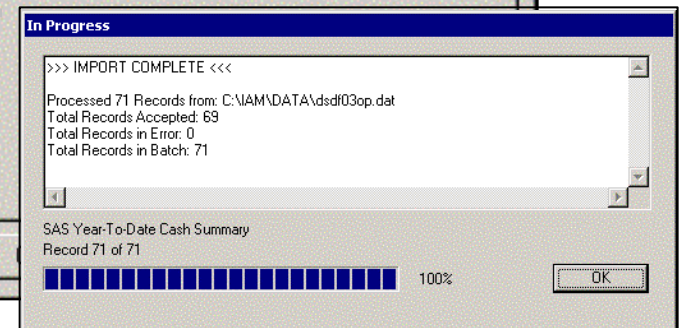 In Progress
>>> IMPORT COMPLETE <<<
Processed 71 Records from: C:\IAM\DATA\dsdf03op.dat
Total Records Accepted: 69
Total Records in Error: 0
Total Records in Batch: 71
SAS Year-To-Date Cash Summary
Record 71 of 71
100%
OK